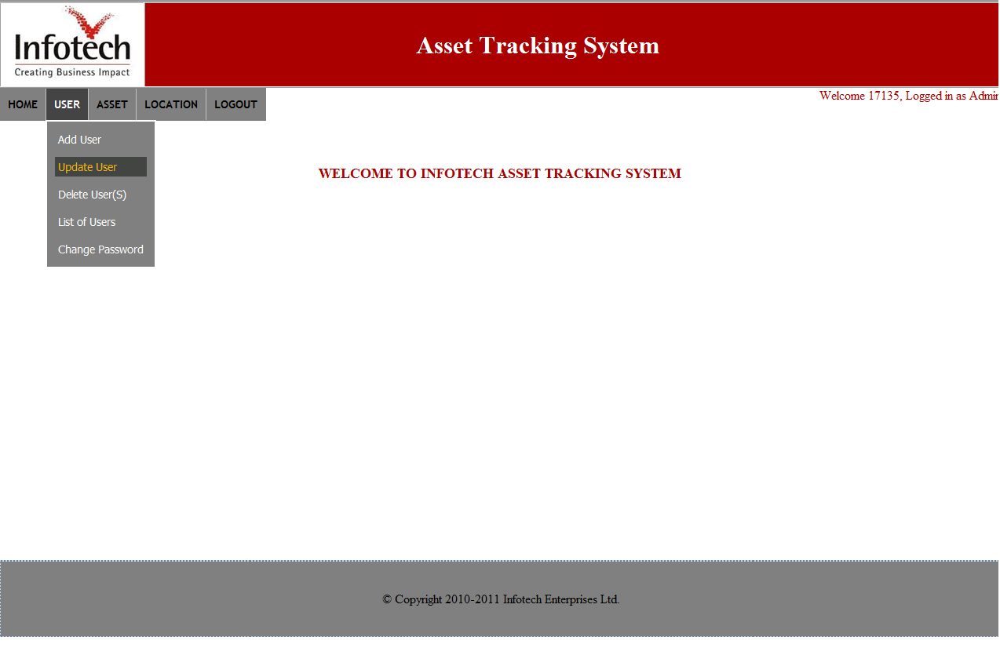 Infotech
Creating Business Impact
Asset Tracking System
HOME USER ASSET LOCATION LOGOUT
Welcome 17135, Logged in as Admin
Add User
Update User
Delete User(S)
List of Users
Change Password
WELCOME TO INFOTECH ASSET TRACKING SYSTEM
© Copyright 2010-2011 Infotech Enterprises Ltd.